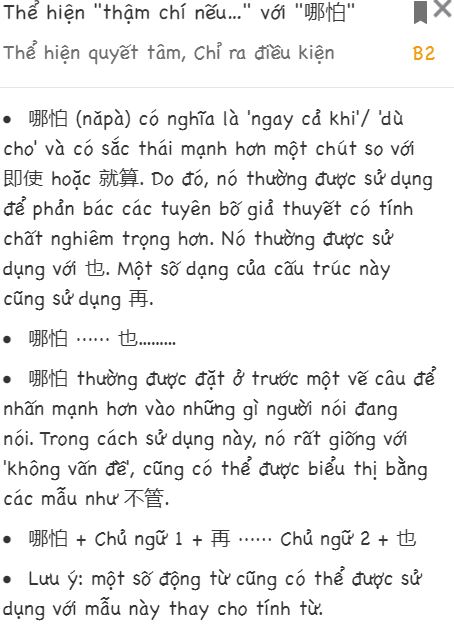 Thể hiện "thậm chí nếu..." với "哪怕"
Thể hiện quyết tâm, Chỉ ra điều kiện B2
• 哪怕 (nǎpà) có nghĩa là 'ngay cả khi'/ 'dù
cho' và có sắc thái mạnh hơn một chút so với
即使 hoặc 就算. Do đó, nó thường được sử dụng
để phản bác các tuyên bố giả thuyết có tính
chất nghiêm trọng hơn. Nó thường được sử
dụng với 也. Một số dạng của cấu trúc này
cũng sử dụng 再.
• 哪怕 …… 也.........
• 哪怕 thường được đặt ở trước một vế câu để
nhấn mạnh hơn vào những gì người nói đang
nói. Trong cách sử dụng này, nó rất giống với
'không vấn đề', cũng có thể được biểu thị bằng
các mẫu như 不管.
• 哪怕 + Chủ ngữ 1 + 再 …… Chủ ngữ 2 + 也
• Lưu ý: một số động từ cũng có thể được sử
dụng với mẫu này thay cho tính từ.